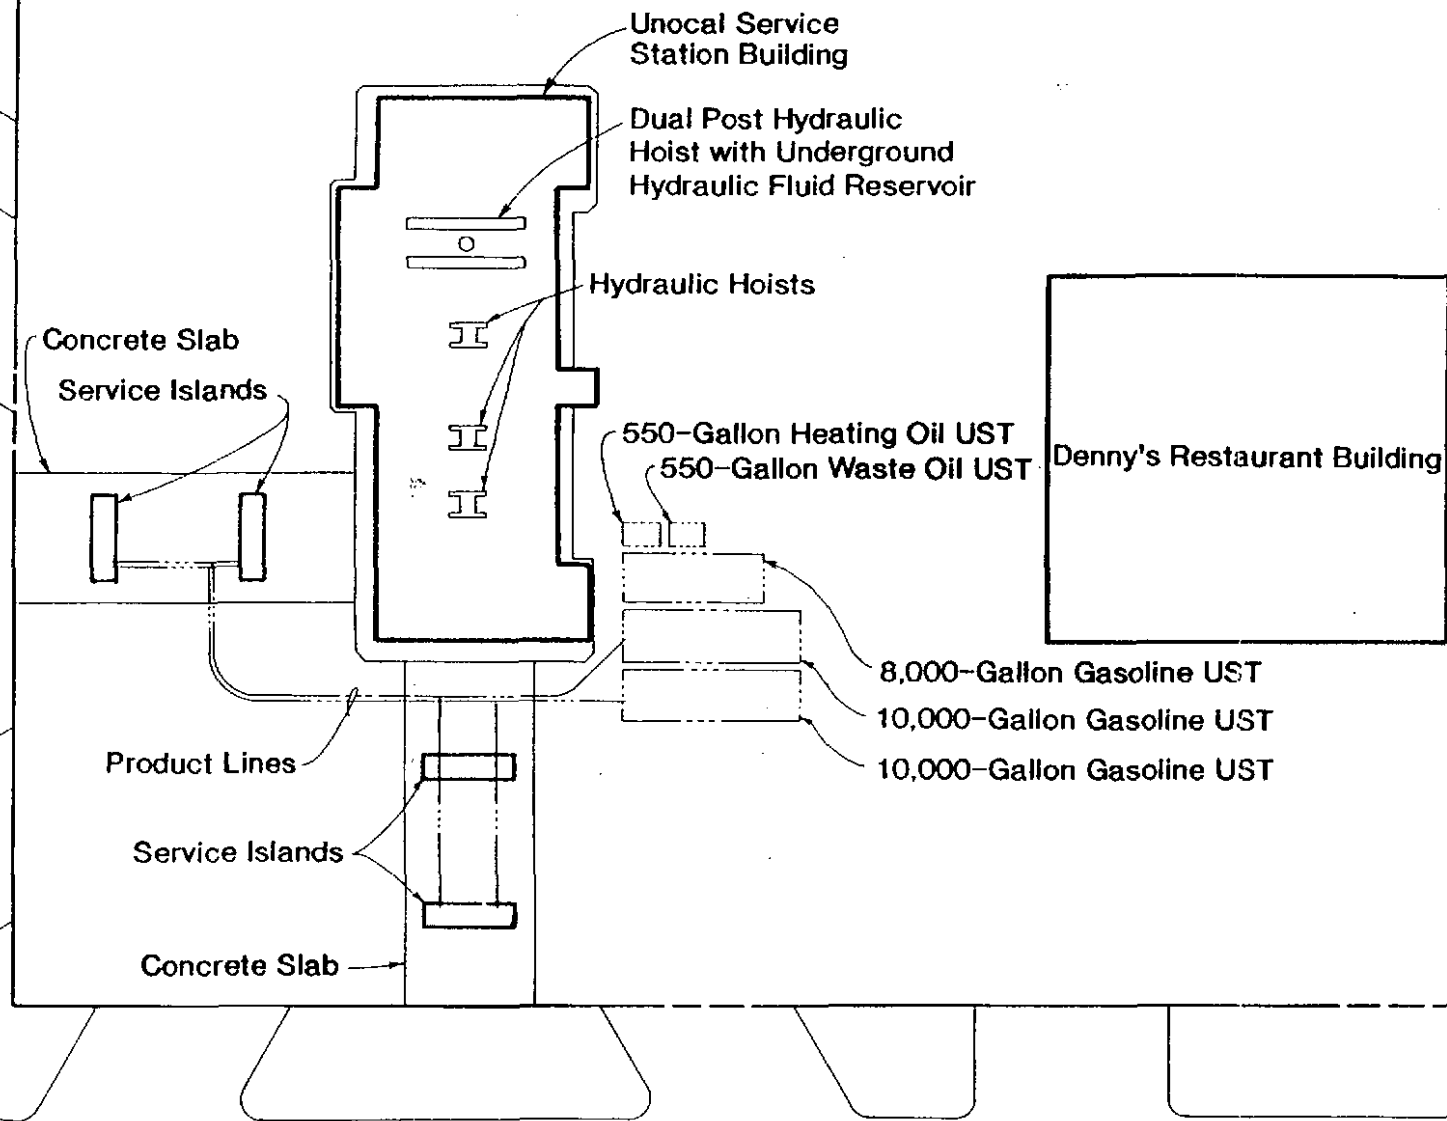 Unocal Service
Station Building
Dual Post Hydraulic
Hoist with Underground
Hydraulic Fluid Reservoir
Hydraulic Hoists
Concrete Slab
Service Islands
550-Gallon Heating Oil UST
550-Gallon Waste Oil UST
Denny's Restaurant Building
8,000-Gallon Gasoline UST
10,000-Gallon Gasoline UST
Product Lines
10,000-Gallon Gasoline UST
Service Islands
Concrete Slab